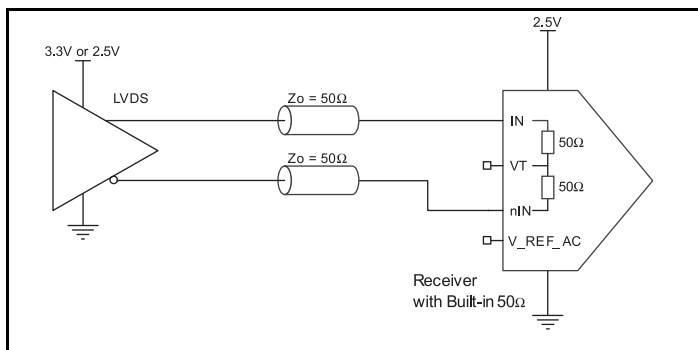 2.5V
3.3V or 2.5V
LVDS
Zo = 50Ω
IN
50Ω
Zo = 50Ω
VT
50Ω
nIN
V_REF_AC
Receiver
with Built-in 50Ω